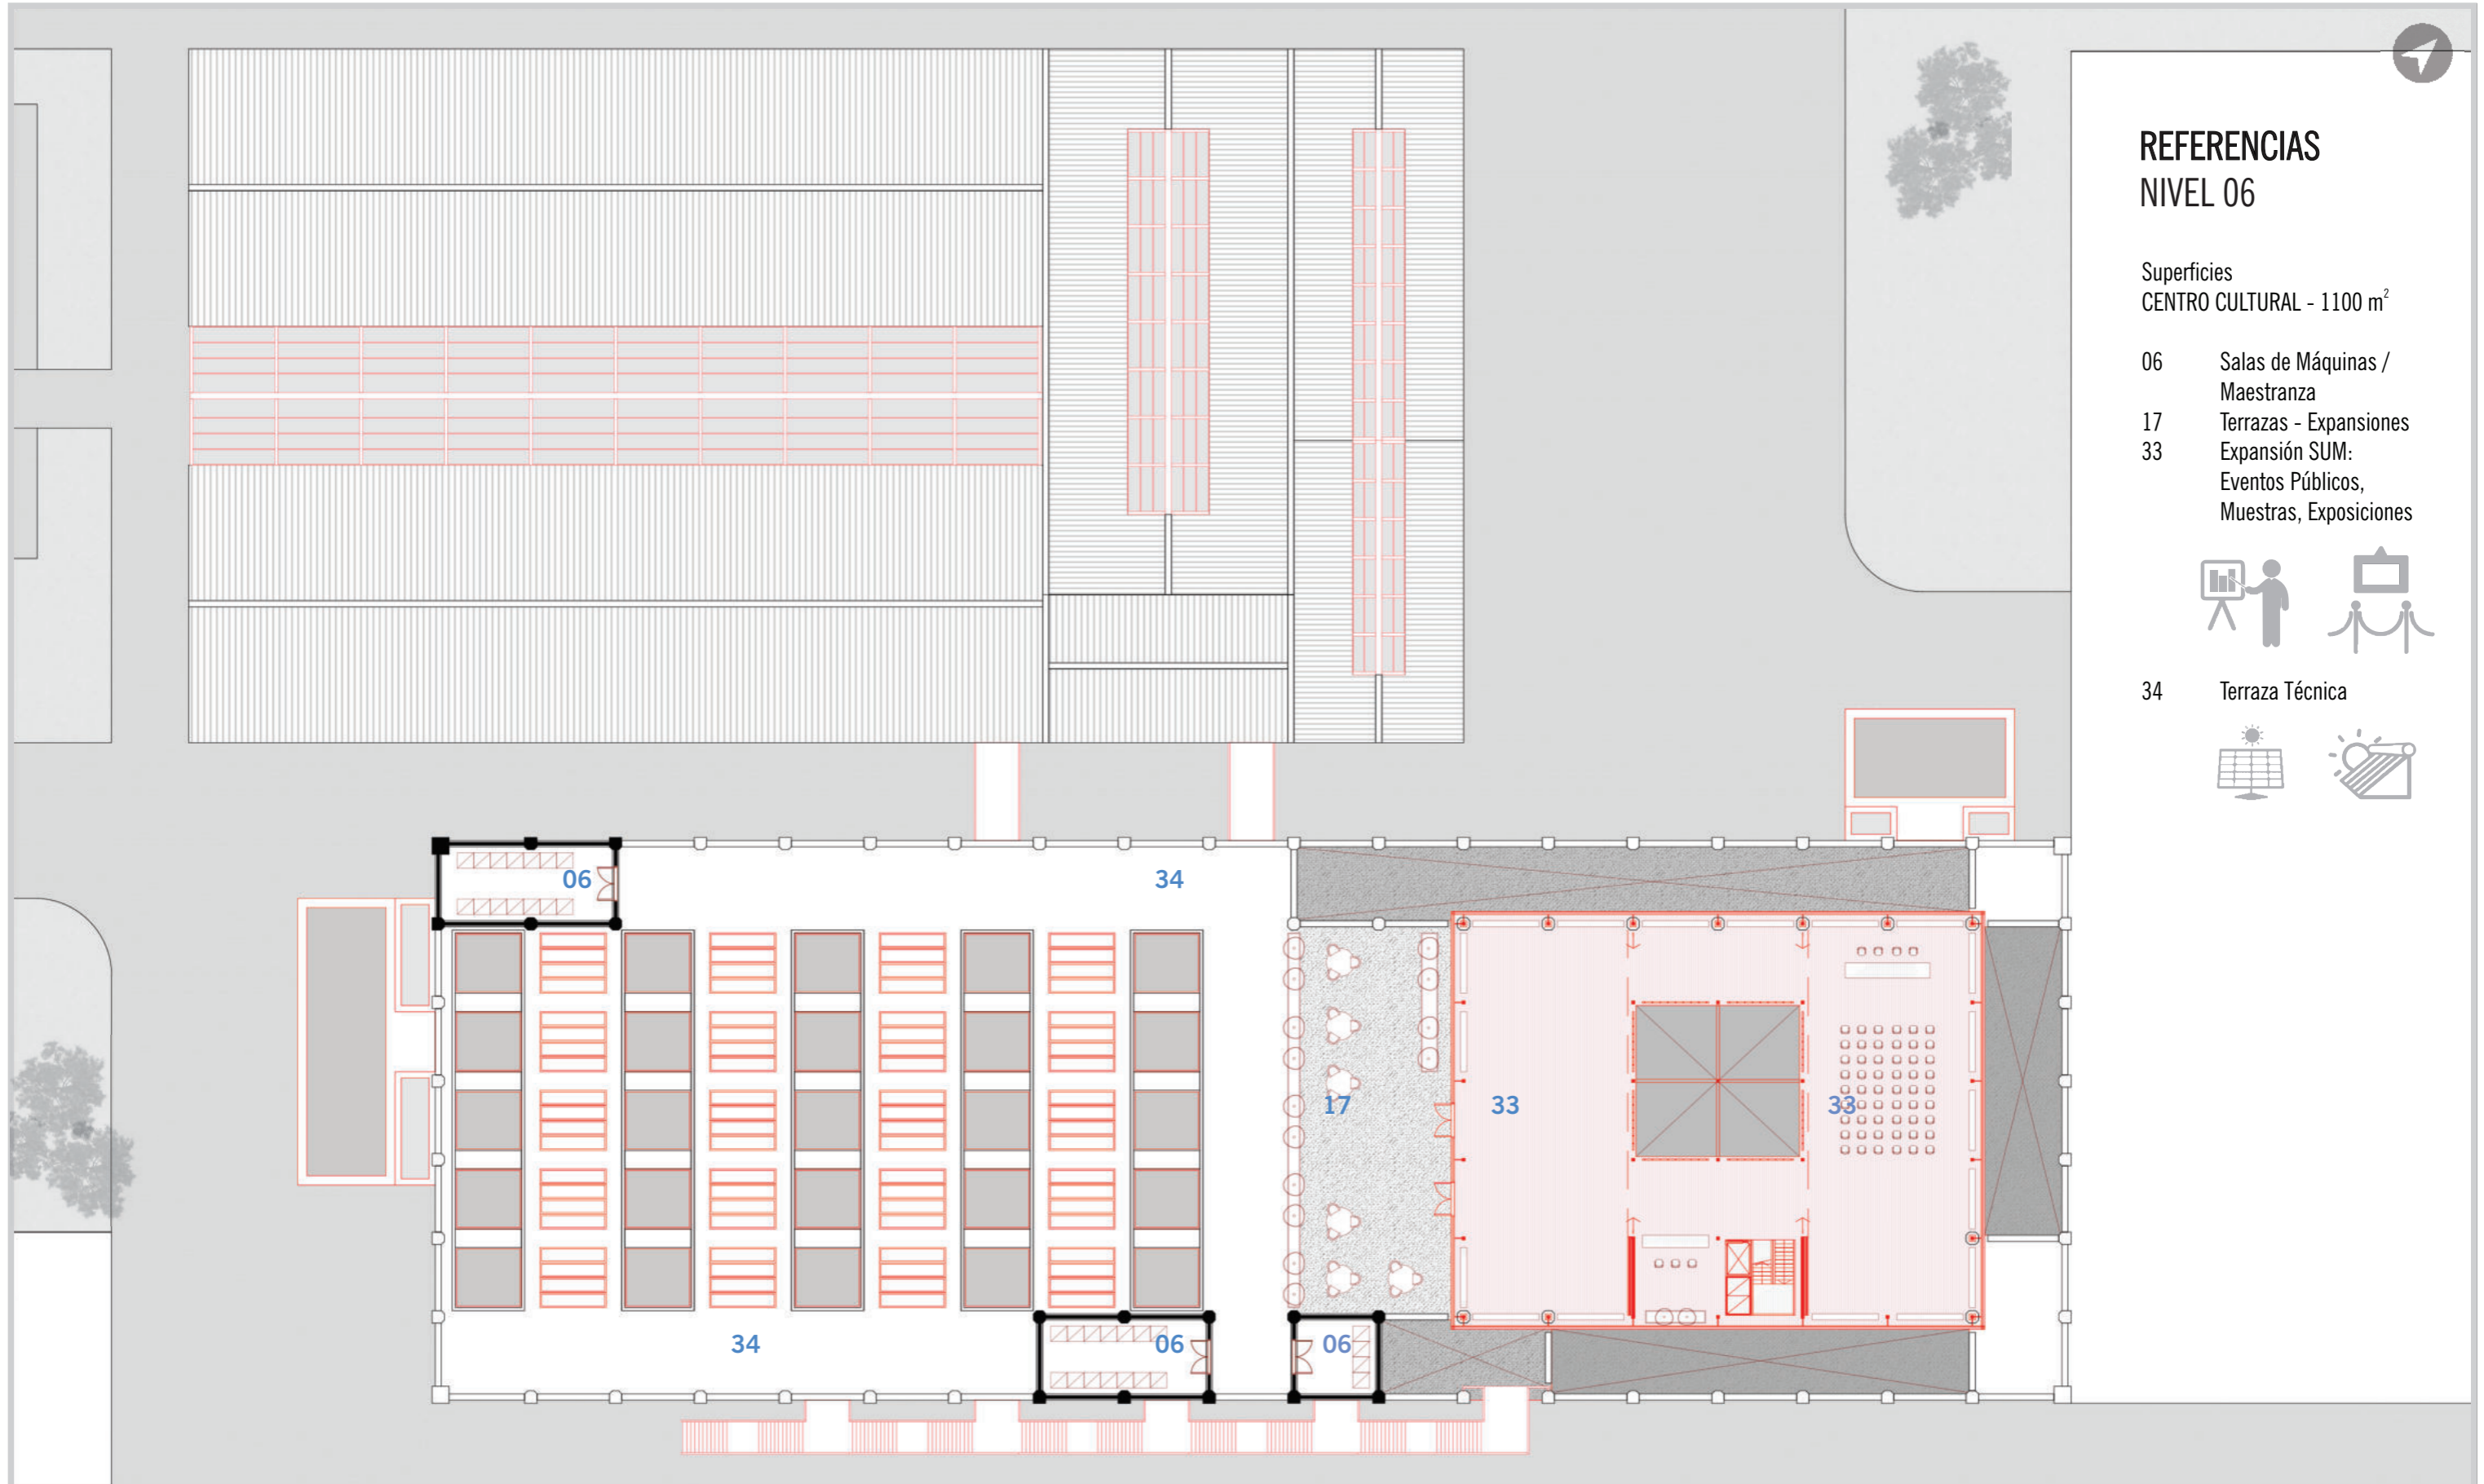 REFERENCIAS
NIVEL 06
Superficies
CENTRO CULTURAL - 1100 m²
06 Salas de Máquinas /
Maestranza
17 Terrazas - Expansiones
33 Expansión SUM:
Eventos Públicos,
Muestras, Exposiciones
34 Terraza Técnica
06
34
17
33
33
34
06
06